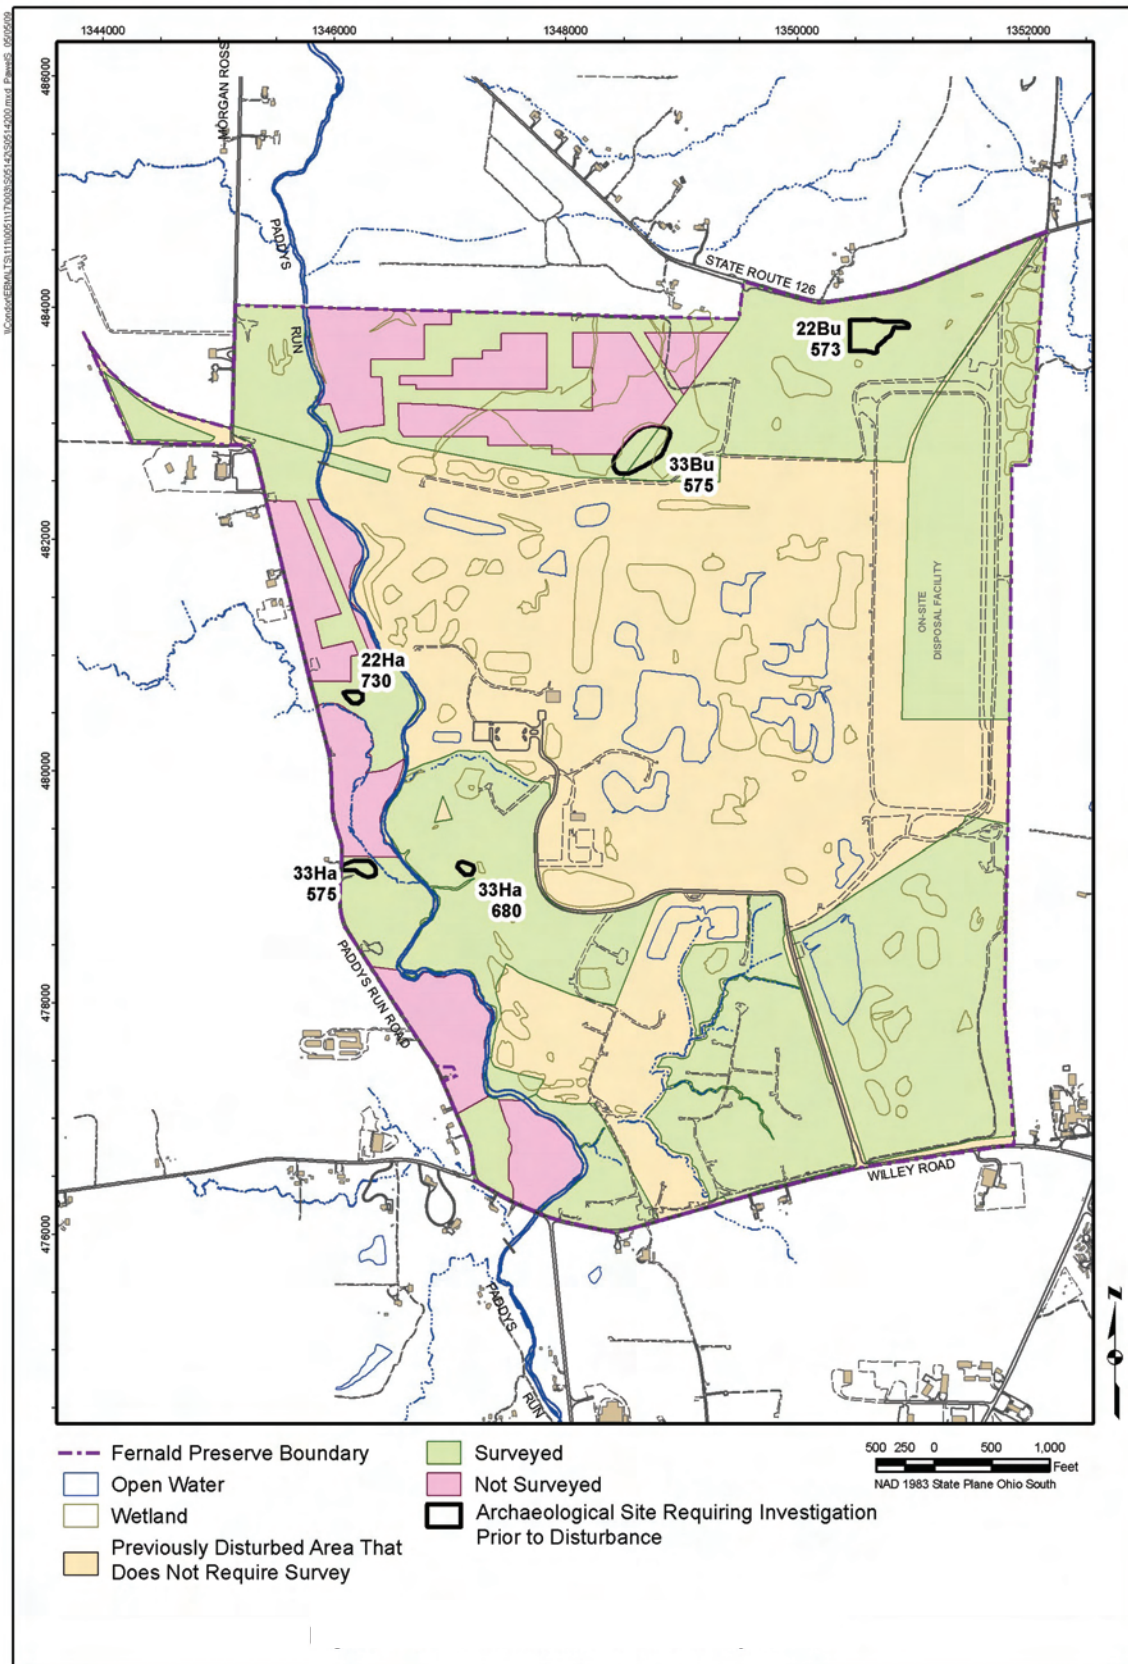 1344000 1346000 1348000 1350000 1352000
486000
484000
482000
480000
478000
476000
MORGAN ROSS
PADDYS
RUN
STATE ROUTE 126
22Bu
573
33Bu
575
ON-SITE
DISPOSAL FACILITY
22Ha
730
33Ha
575
33Ha
680
PADDYS RUN ROAD
WILLEY ROAD
PADDYS
RUN
Z
Fernald Preserve Boundary
Open Water
Wetland
Previously Disturbed Area That
Does Not Require Survey
Surveyed
Not Surveyed
Archaeological Site Requiring Investigation
Prior to Disturbance
500 250 0 500 1,000
Feet
NAD 1983 State Plane Ohio South